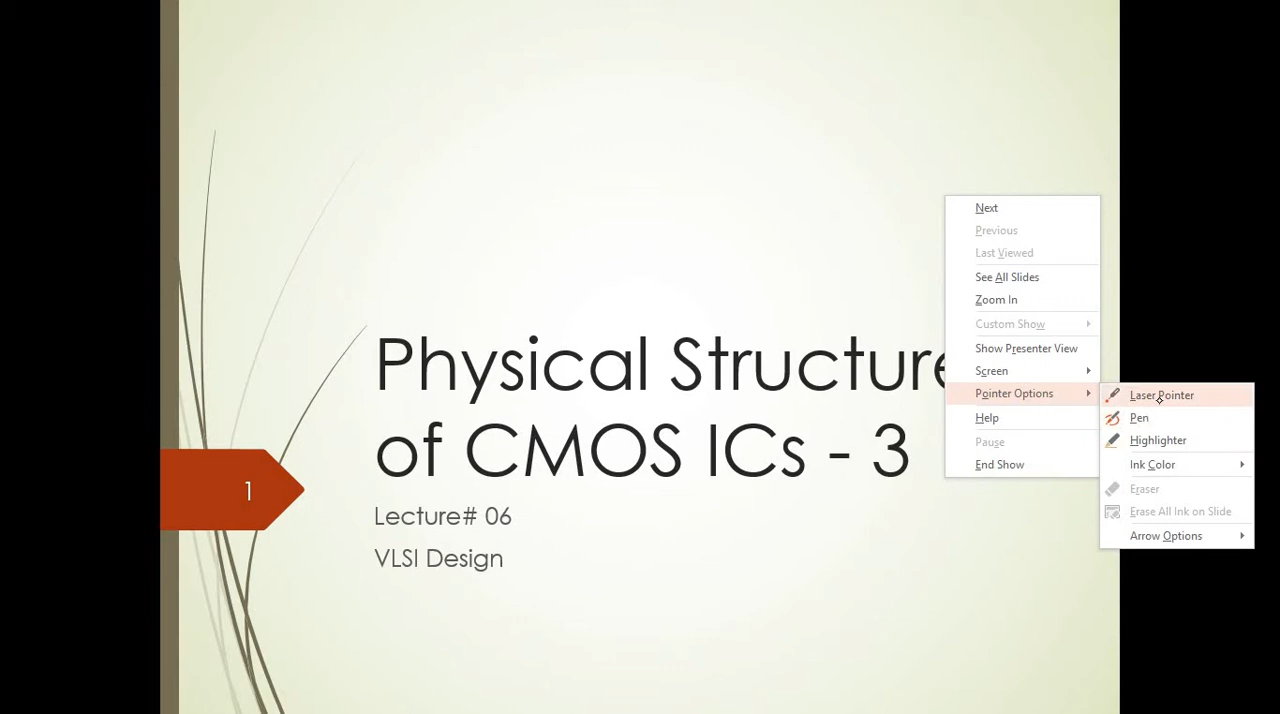 Physical Structure
of CMOS ICs - 3
Lecture# 06
VLSI Design
1
Next
Previous
Last Viewed
See All Slides
Zoom In
Custom Show
Show Presenter View
Screen
Pointer Options
Help
Pause
End Show
Laser Pointer
Pen
Highlighter
Ink Color
Eraser
Erase All Ink on Slide
Arrow Options